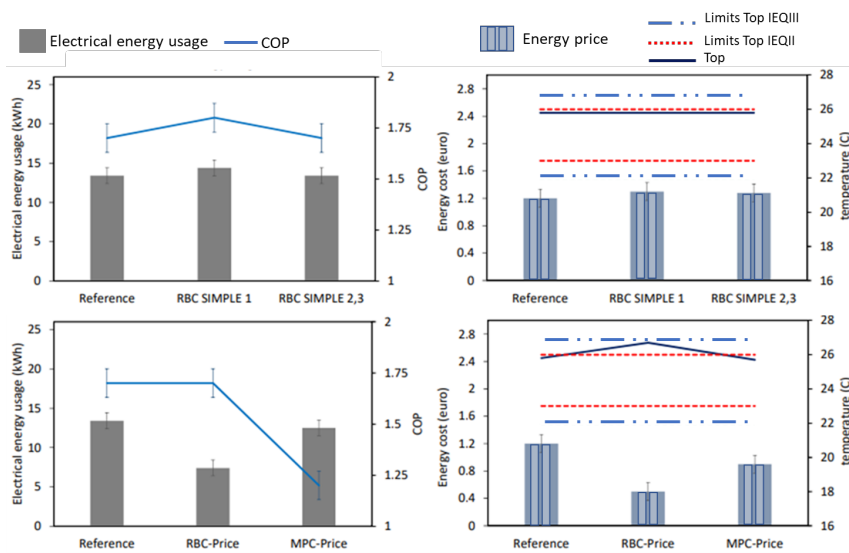 Electrical energy usage
COP
Energy price
Limits Top IEQIII
Limits Top IEQII
Top
Electrical energy usage (kWh)
25
20
15
10
5
0
2
1.75
1.5
1.25
1
COP
Reference
RBC SIMPLE 1
RBC SIMPLE 2,3
Energy cost (euro)
2.8
2.4
2
1.6
1.2
0.8
0.4
0
28
26
24
22
20
18
16
temperature (C)
Reference
RBC SIMPLE 1
RBC SIMPLE 2,3
Electrical energy usage (kWh)
25
20
15
10
5
0
2
1.75
1.5
1.25
1
COP
Reference
RBC-Price
MPC-Price
Energy cost (euro)
2.8
2.4
2
1.6
1.2
0.8
0.4
0
28
26
24
22
20
18
16
temperature (C)
Reference
RBC-Price
MPC-Price